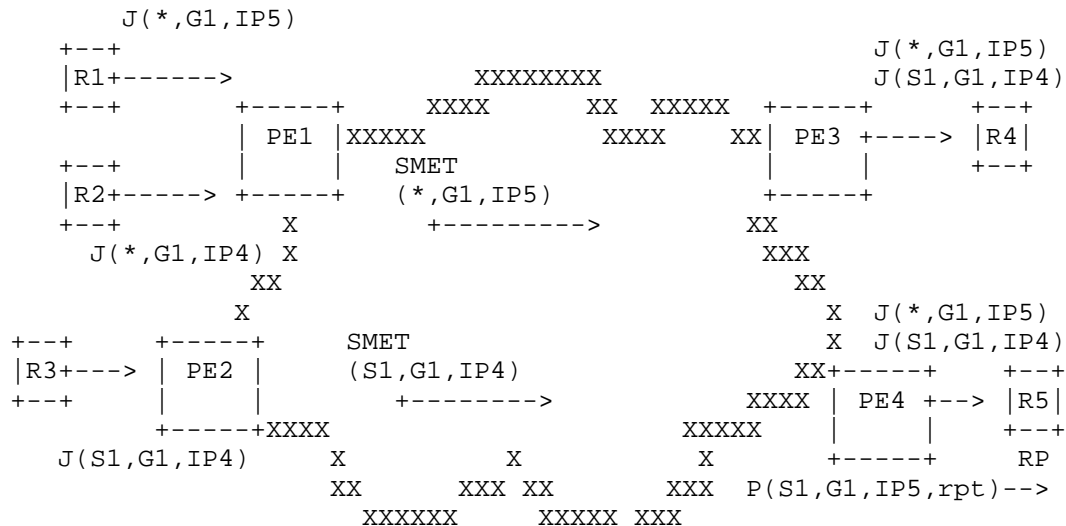 J(*,G1,IP5)
J(*,G1,IP5)
R1
J(S1,G1,IP4)
PE1
PE3
R4
SMET
R2
(*,G1,IP5)
J(*,G1,IP4)
J(*,G1,IP5)
SMET
J(S1,G1,IP4)
R3
PE2
(S1,G1,IP4)
PE4
R5
J(S1,G1,IP4)
RP
P(S1,G1,IP5,rpt)-->